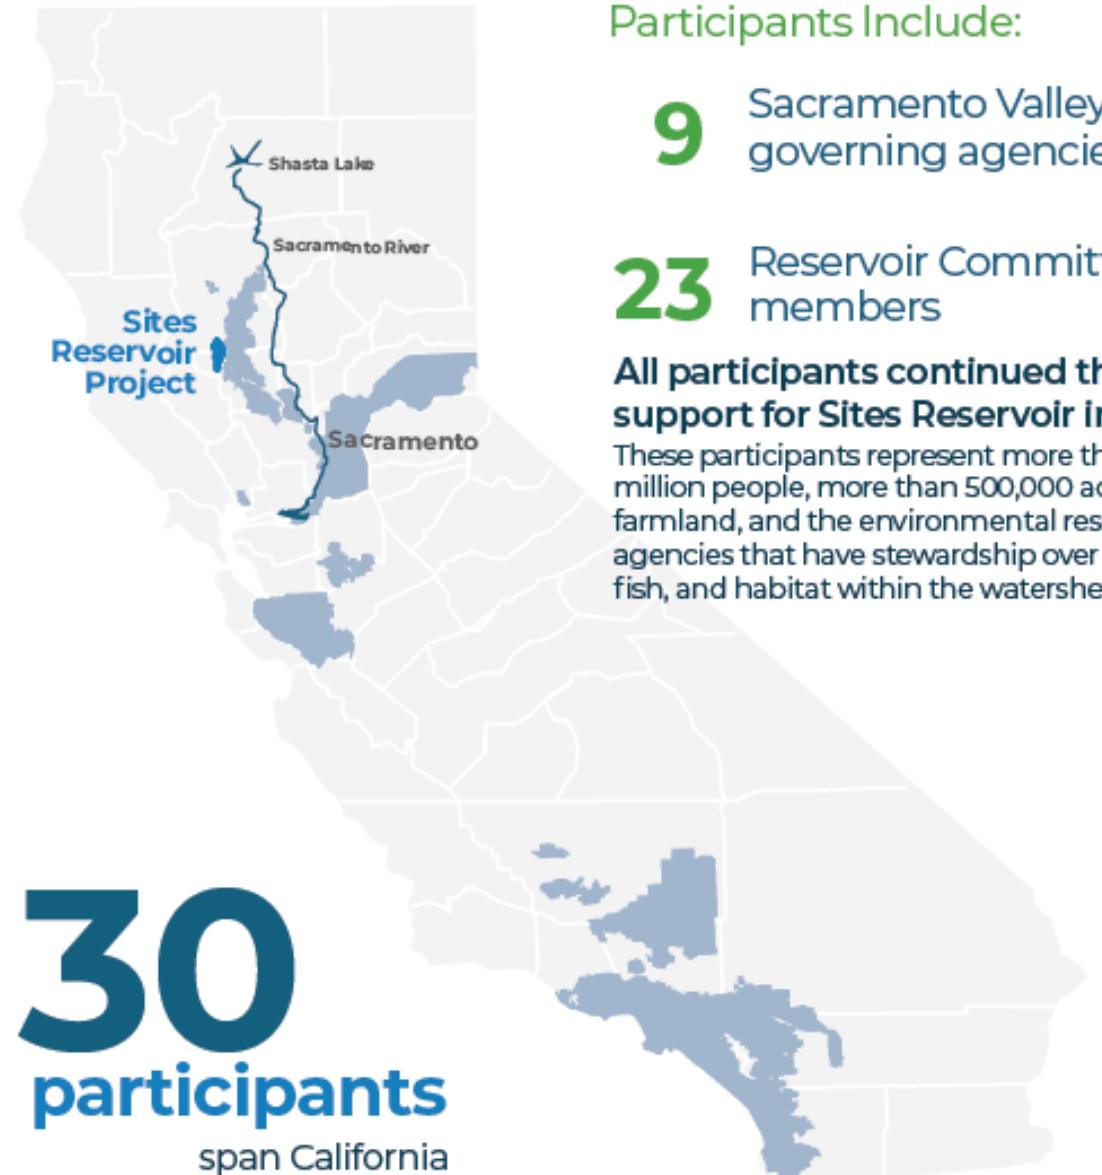 Participants Include:
9
Sacramento Valley
governing agencie
23
Reservoir Committ
members
All participants continued th
support for Sites Reservoir in
These participants represent more th
million people, more than 500,000 ac
farmland, and the environmental res
agencies that have stewardship over
fish, and habitat within the watershe
Shasta Lake
Sacramento River
Sites
Reservoir
Project
Sacramento
30
participants
span California